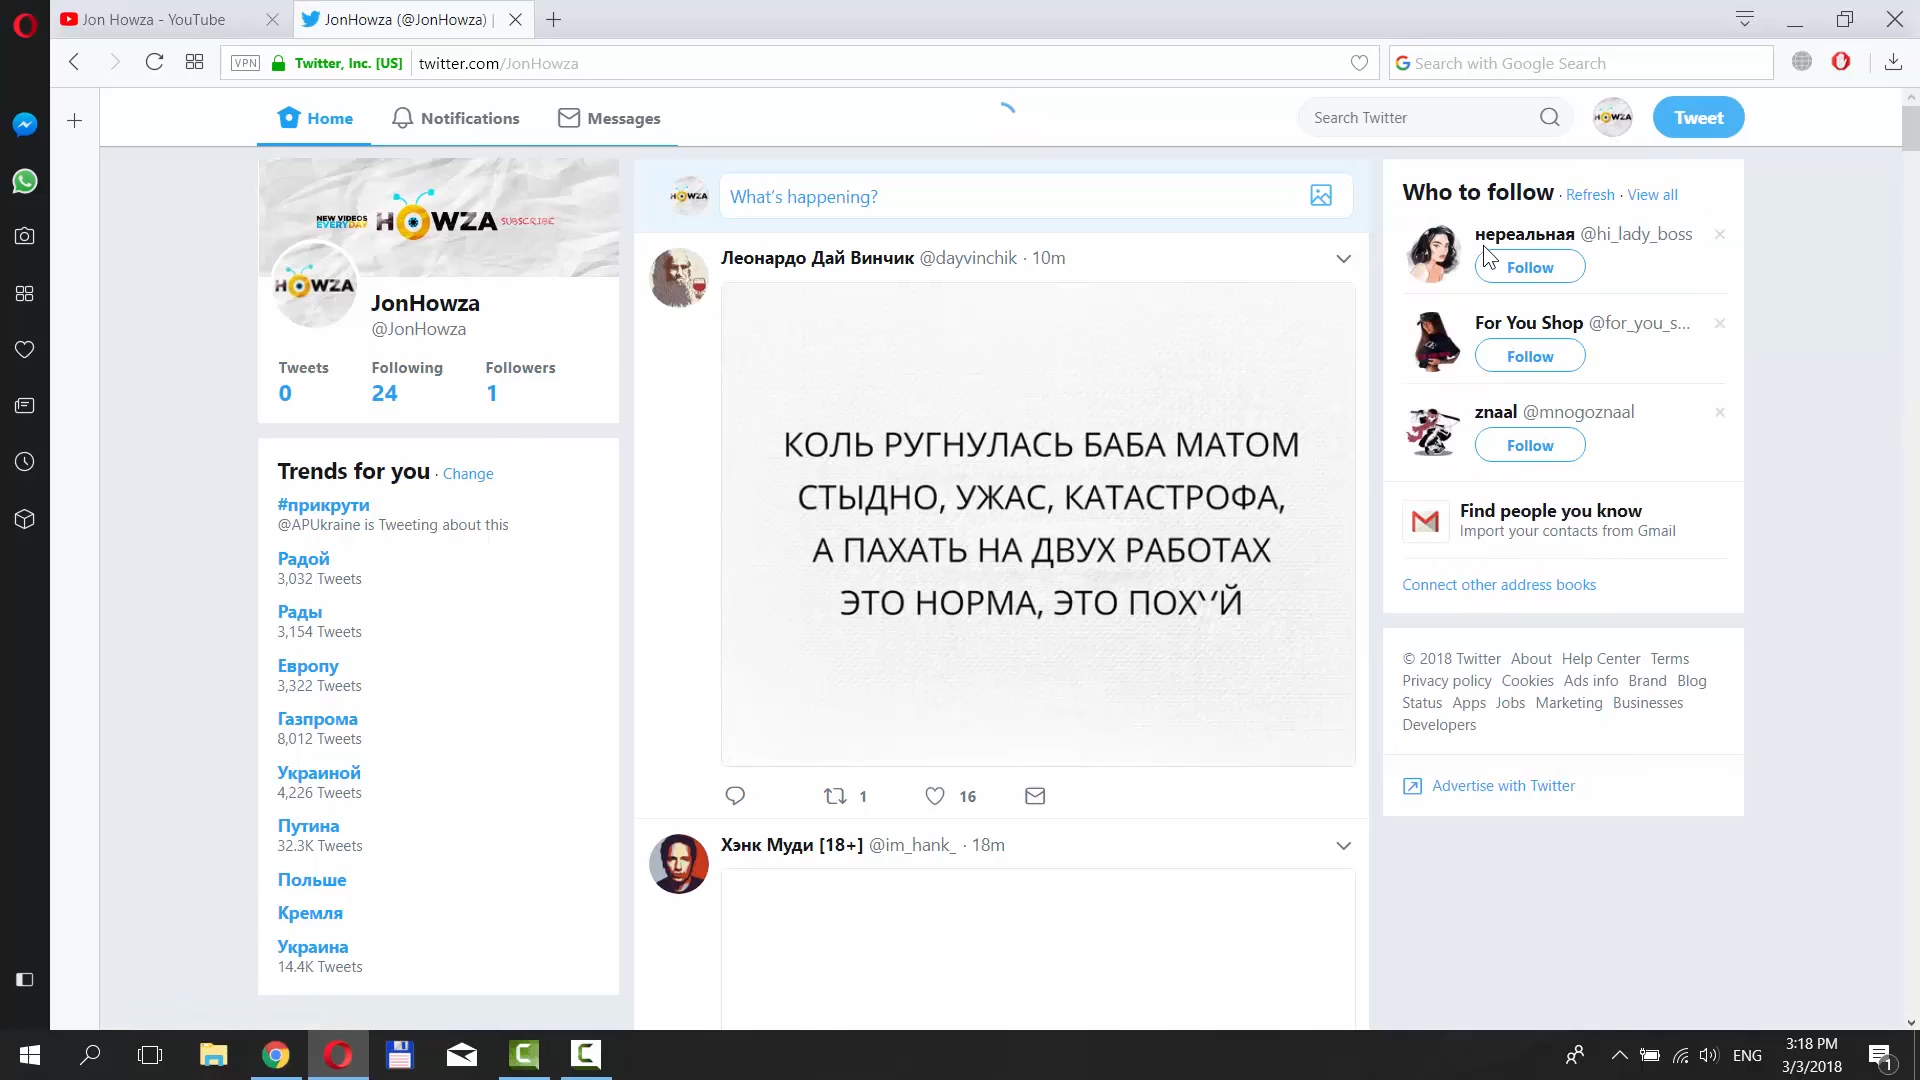 Jon Howza - YouTube
JonHowza (@JonHowza) |
VPN
Twitter, Inc. [US]
twitter.com/JonHowza
Search with Google Search
Home
Notifications
Messages
Search Twitter
HOWZA
Tweet
NEW VIDEOS
EVERYDAY
HOWZA
SUBSCRIBE
HOWZA
JonHowza
@JonHowza
Tweets
Following
Followers
0
24
1
Trends for you · Change
#прикрути
@APUkraine is Tweeting about this
Радой
3,032 Tweets
Рады
3,154 Tweets
Европу
3,322 Tweets
Газпрома
8,012 Tweets
Украиной
4,226 Tweets
Путина
32.3K Tweets
Польше
Кремля
Украина
14.4K Tweets
HOWZA
What's happening?
Леонардо Дай Винчик @dayvinchik · 10m
КОЛЬ РУГНУЛАСЬ БАБА МАТОМ
СТЫДНО, УЖАС, КАТАСТРОФА,
А ПАХАТЬ НА ДВУХ РАБОТАХ
ЭТО НОРМА, ЭТО ПОХ''Й
1
16
Хэнк Муди [18+] @im_hank_ · 18m
Who to follow · Refresh · View all
нереальная @hi_lady_boss
Follow
For You Shop @for_you_s...
Follow
znaal @mnogoznaal
Follow
Find people you know
Import your contacts from Gmail
Connect other address books
© 2018 Twitter About Help Center Terms
Privacy policy Cookies Ads info Brand Blog
Status Apps Jobs Marketing Businesses
Developers
Advertise with Twitter
ENG
3:18 PM
3/3/2018
1